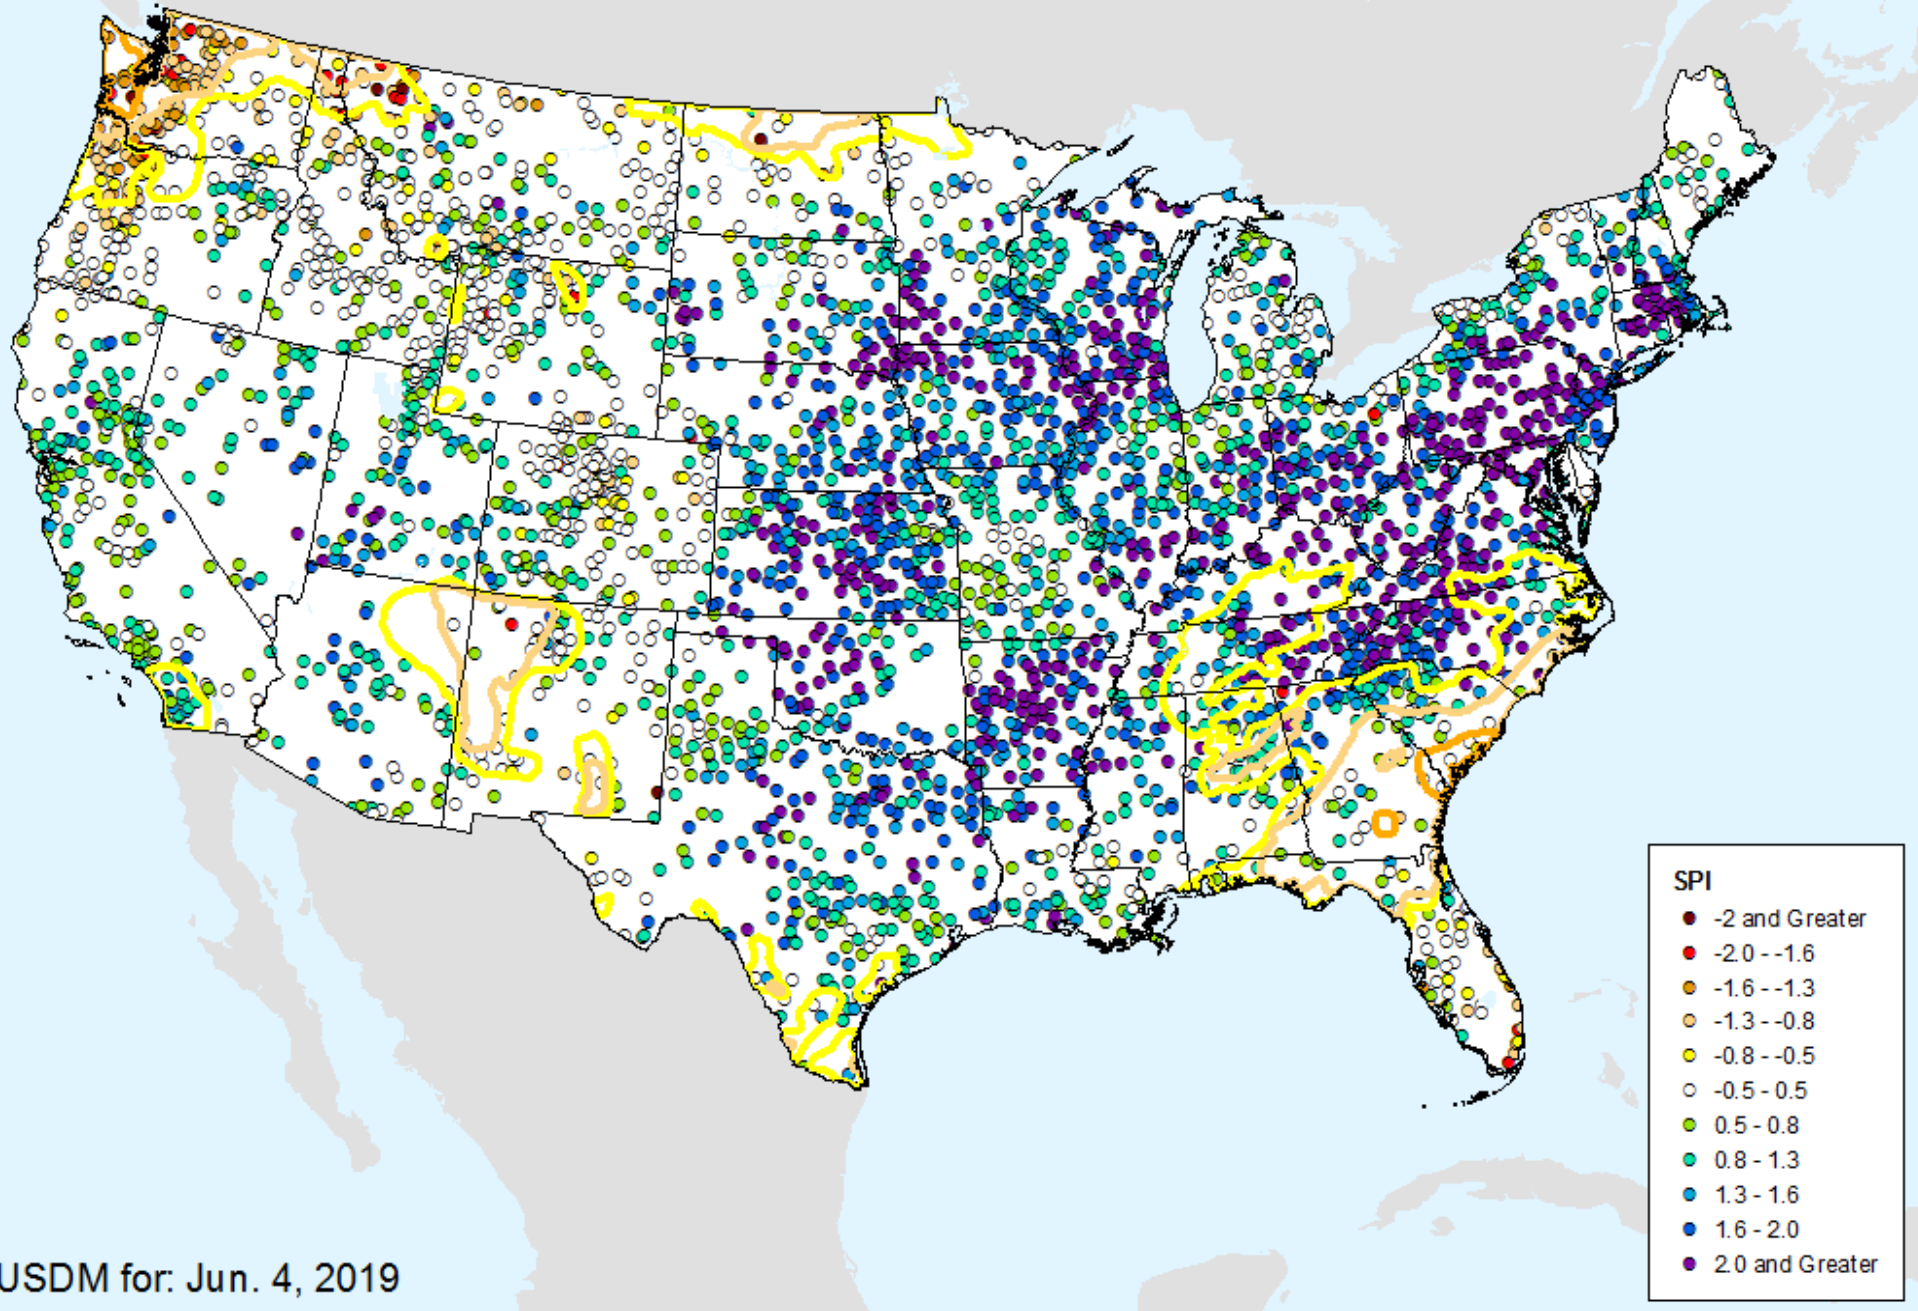 SPI
-2 and Greater
-2.0 - -1.6
-1.6 - -1.3
-1.3 - -0.8
-0.8 - -0.5
-0.5 - 0.5
0.5 - 0.8
0.8 - 1.3
1.3 - 1.6
1.6 - 2.0
2.0 and Greater
USDM for: Jun. 4, 2019